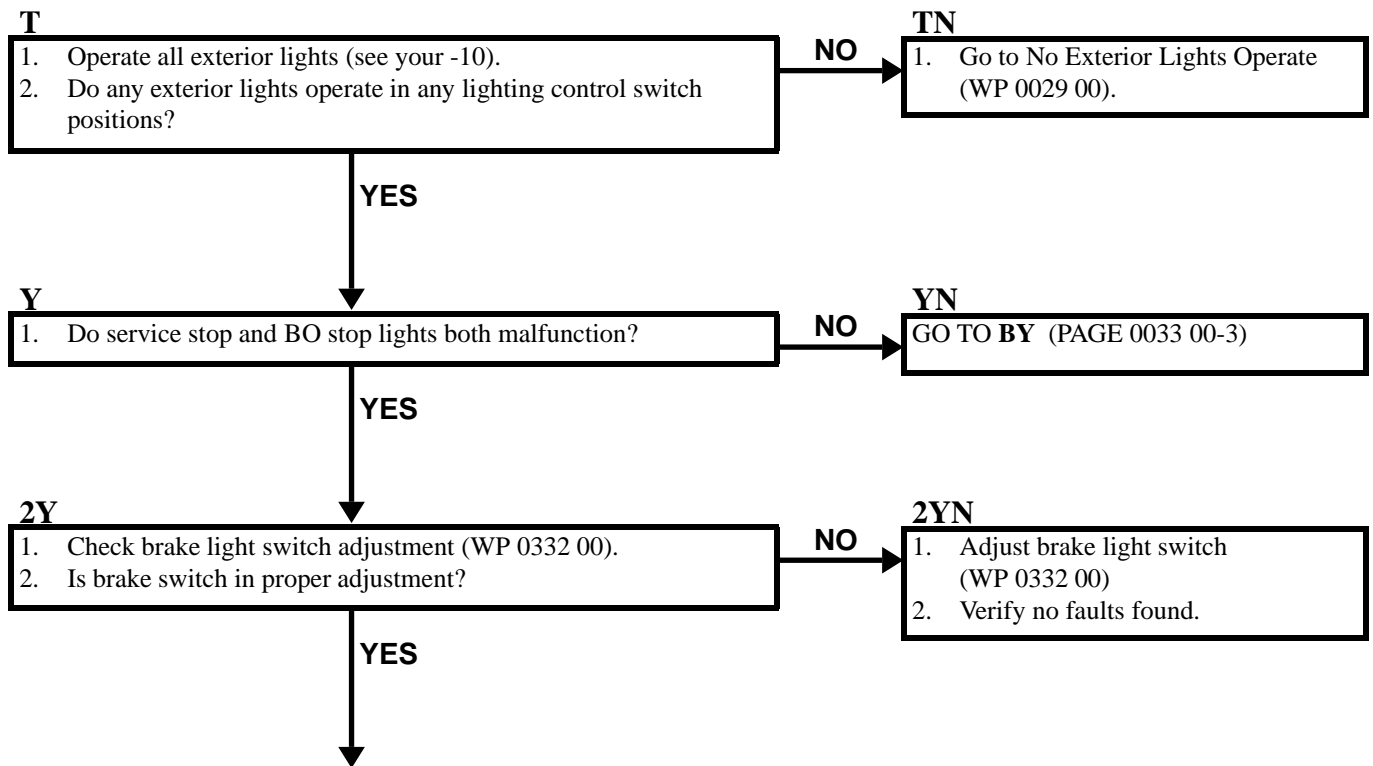 T
1. Operate all exterior lights (see your -10).
2. Do any exterior lights operate in any lighting control switch
positions?
NO
TN
1. Go to No Exterior Lights Operate
(WP 0029 00).
YES
Y
1. Do service stop and BO stop lights both malfunction?
NO
YN
GO TO BY (PAGE 0033 00-3)
YES
2Y
1. Check brake light switch adjustment (WP 0332 00).
2. Is brake switch in proper adjustment?
NO
2YN
1. Adjust brake light switch
(WP 0332 00)
2. Verify no faults found.
YES